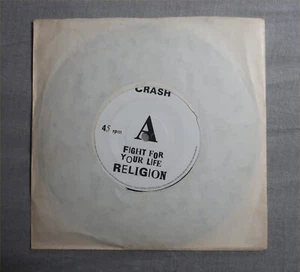 CRASH
45 rpm
A
FIGHT FOR
YOUR LIFE
RELIGION